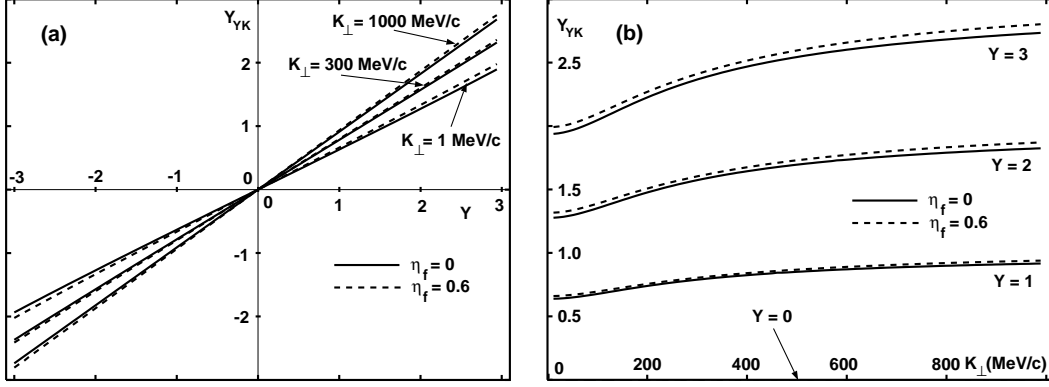 (a)
Y_YK
K_⊥ = 1000 MeV/c
K_⊥ = 300 MeV/c
K_⊥ = 1 MeV/c
2
1
0
-3 -2 -1 0 1 2 3
Y
-1
-2
η_f = 0
η_f = 0.6
(b)
Y_YK
2.5
Y = 3
Y = 2
1.5
η_f = 0
η_f = 0.6
1.0
Y = 1
0.5
Y = 0
0 200 400 600 800 K_⊥(MeV/c)